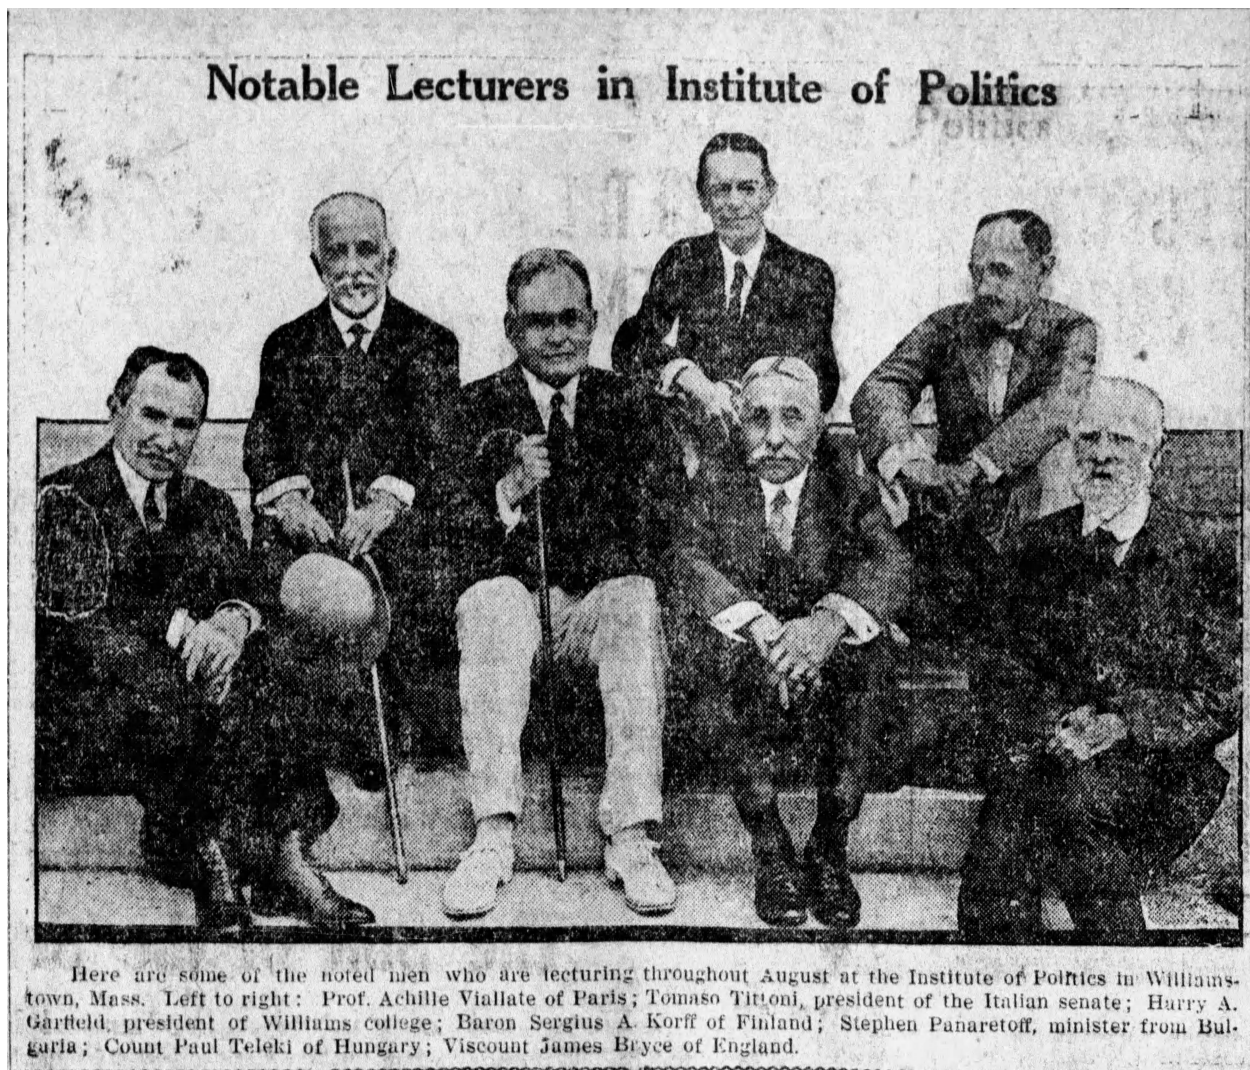 Notable Lecturers in Institute of Politics
Here are some of the noted men who are lecturing throughout August at the Institute of Politics in Williams-
town, Mass. Left to right: Prof. Achille Viallate of Paris; Tomaso Tittoni, president of the Italian senate; Harry A.
Garfield, president of Williams college; Baron Sergius A. Korff of Finland; Stephen Panaretoff, minister from Bul-
garia; Count Paul Teleki of Hungary; Viscount James Bryce of England.